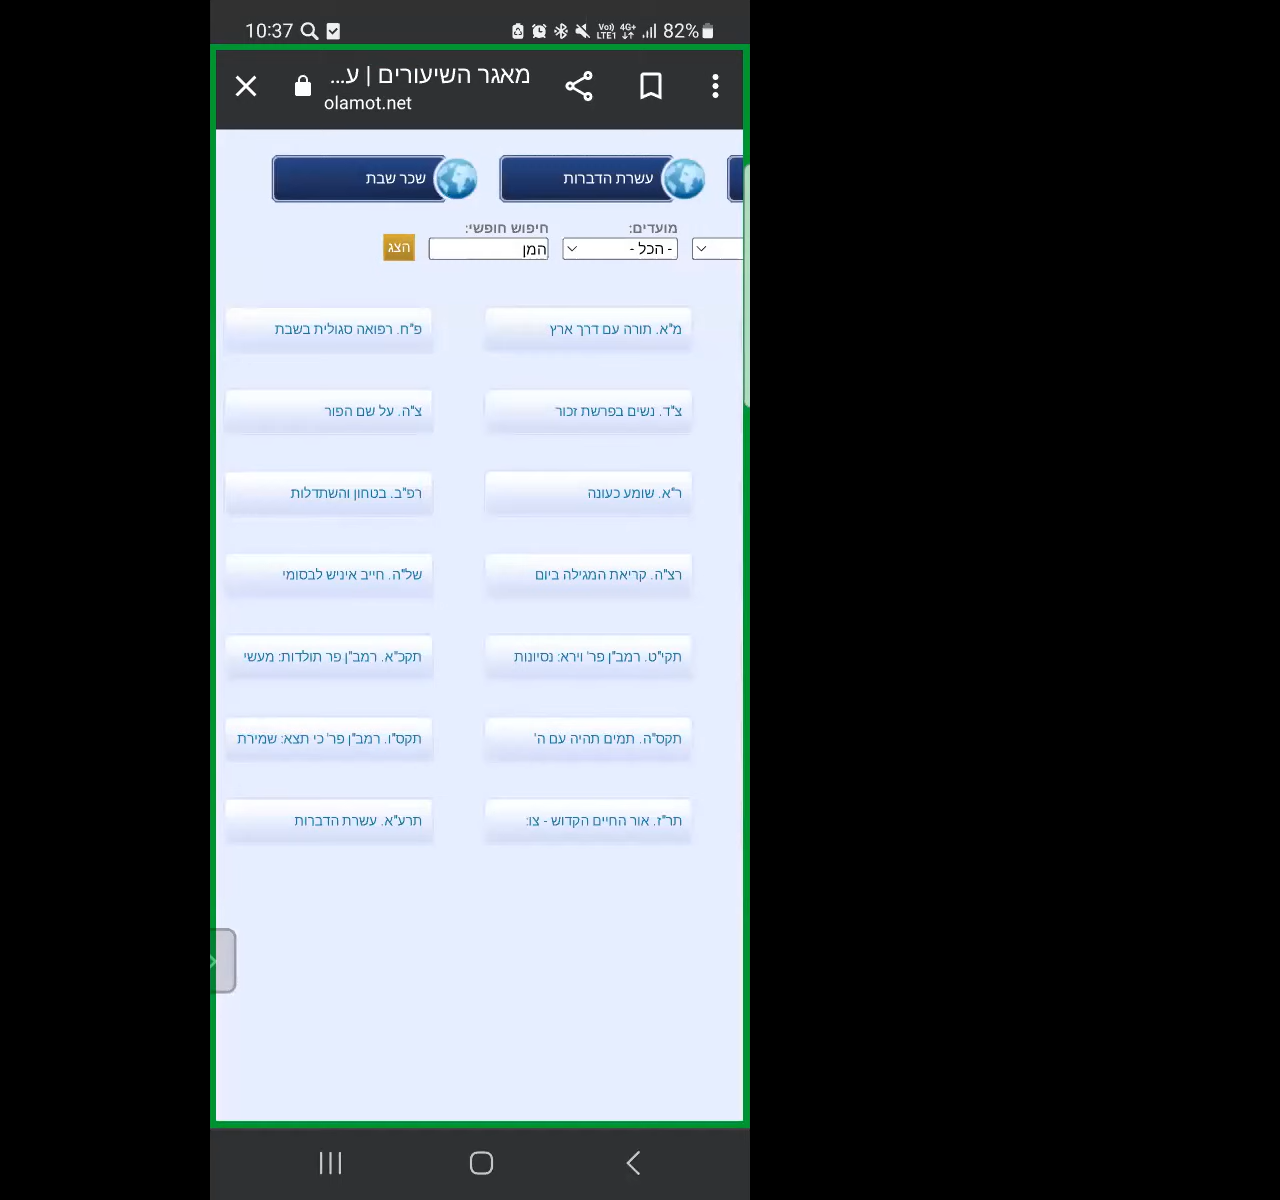 10:37
Vo) LTE1 4G+ 82%
מאגר השיעורים | ע...
olamot.net
עשרת הדברות
שכר שבת
מועדים:
חיפוש חופשי:
- הכל -
המן
הצג
מ"א. תורה עם דרך ארץ
פ"ח. רפואה סגולית בשבת
צ"ד. נשים בפרשת זכור
צ"ה. על שם הפור
ר"א. שומע כעונה
רפ"ב. בטחון והשתדלות
רצ"ה. קריאת המגילה ביום
של"ה. חייב איניש לבסומי
תקי"ט. רמב"ן פר' וירא: נסיונות
תקכ"א. רמב"ן פר תולדות: מעשי
תקס"ה. תמים תהיה עם ה'
תקס"ו. רמב"ן פר' כי תצא: שמירת
תר"ז. אור החיים הקדוש - צו:
תרע"א. עשרת הדברות